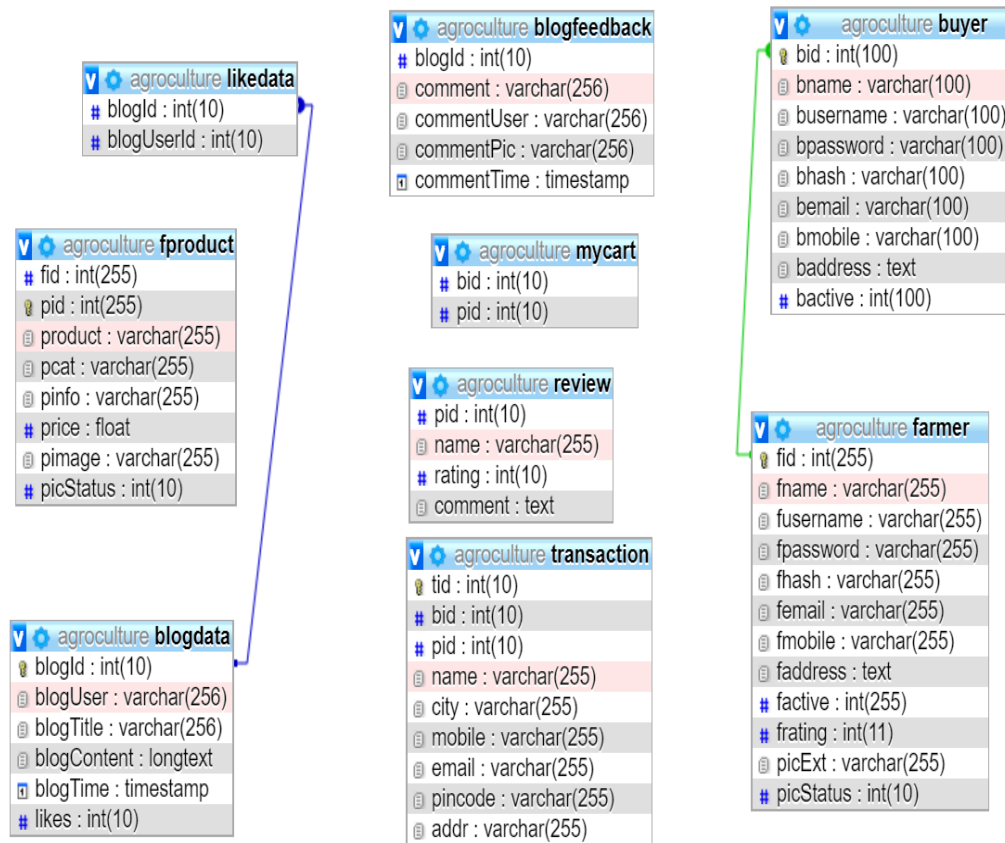 agroculture likedata
# blogId : int(10)
# blogUserId : int(10)
agroculture fproduct
# fid : int(255)
pid : int(255)
product : varchar(255)
pcat : varchar(255)
pinfo : varchar(255)
# price : float
pimage : varchar(255)
# picStatus : int(10)
agroculture blogdata
blogId : int(10)
blogUser : varchar(256)
blogTitle : varchar(256)
blogContent : longtext
blogTime : timestamp
# likes : int(10)
agroculture blogfeedback
# blogId : int(10)
comment : varchar(256)
commentUser : varchar(256)
commentPic : varchar(256)
commentTime : timestamp
agroculture mycart
# bid : int(10)
# pid : int(10)
agroculture review
# pid : int(10)
name : varchar(255)
# rating : int(10)
comment : text
agroculture transaction
tid : int(10)
# bid : int(10)
# pid : int(10)
name : varchar(255)
city : varchar(255)
mobile : varchar(255)
email : varchar(255)
pincode : varchar(255)
addr : varchar(255)
agroculture buyer
bid : int(100)
bname : varchar(100)
busername : varchar(100)
bpassword : varchar(100)
bhash : varchar(100)
bemail : varchar(100)
bmobile : varchar(100)
baddress : text
# bactive : int(100)
agroculture farmer
fid : int(255)
fname : varchar(255)
fusername : varchar(255)
fpassword : varchar(255)
fhash : varchar(255)
femail : varchar(255)
fmobile : varchar(255)
faddress : text
# factive : int(255)
# frating : int(11)
picExt : varchar(255)
# picStatus : int(10)